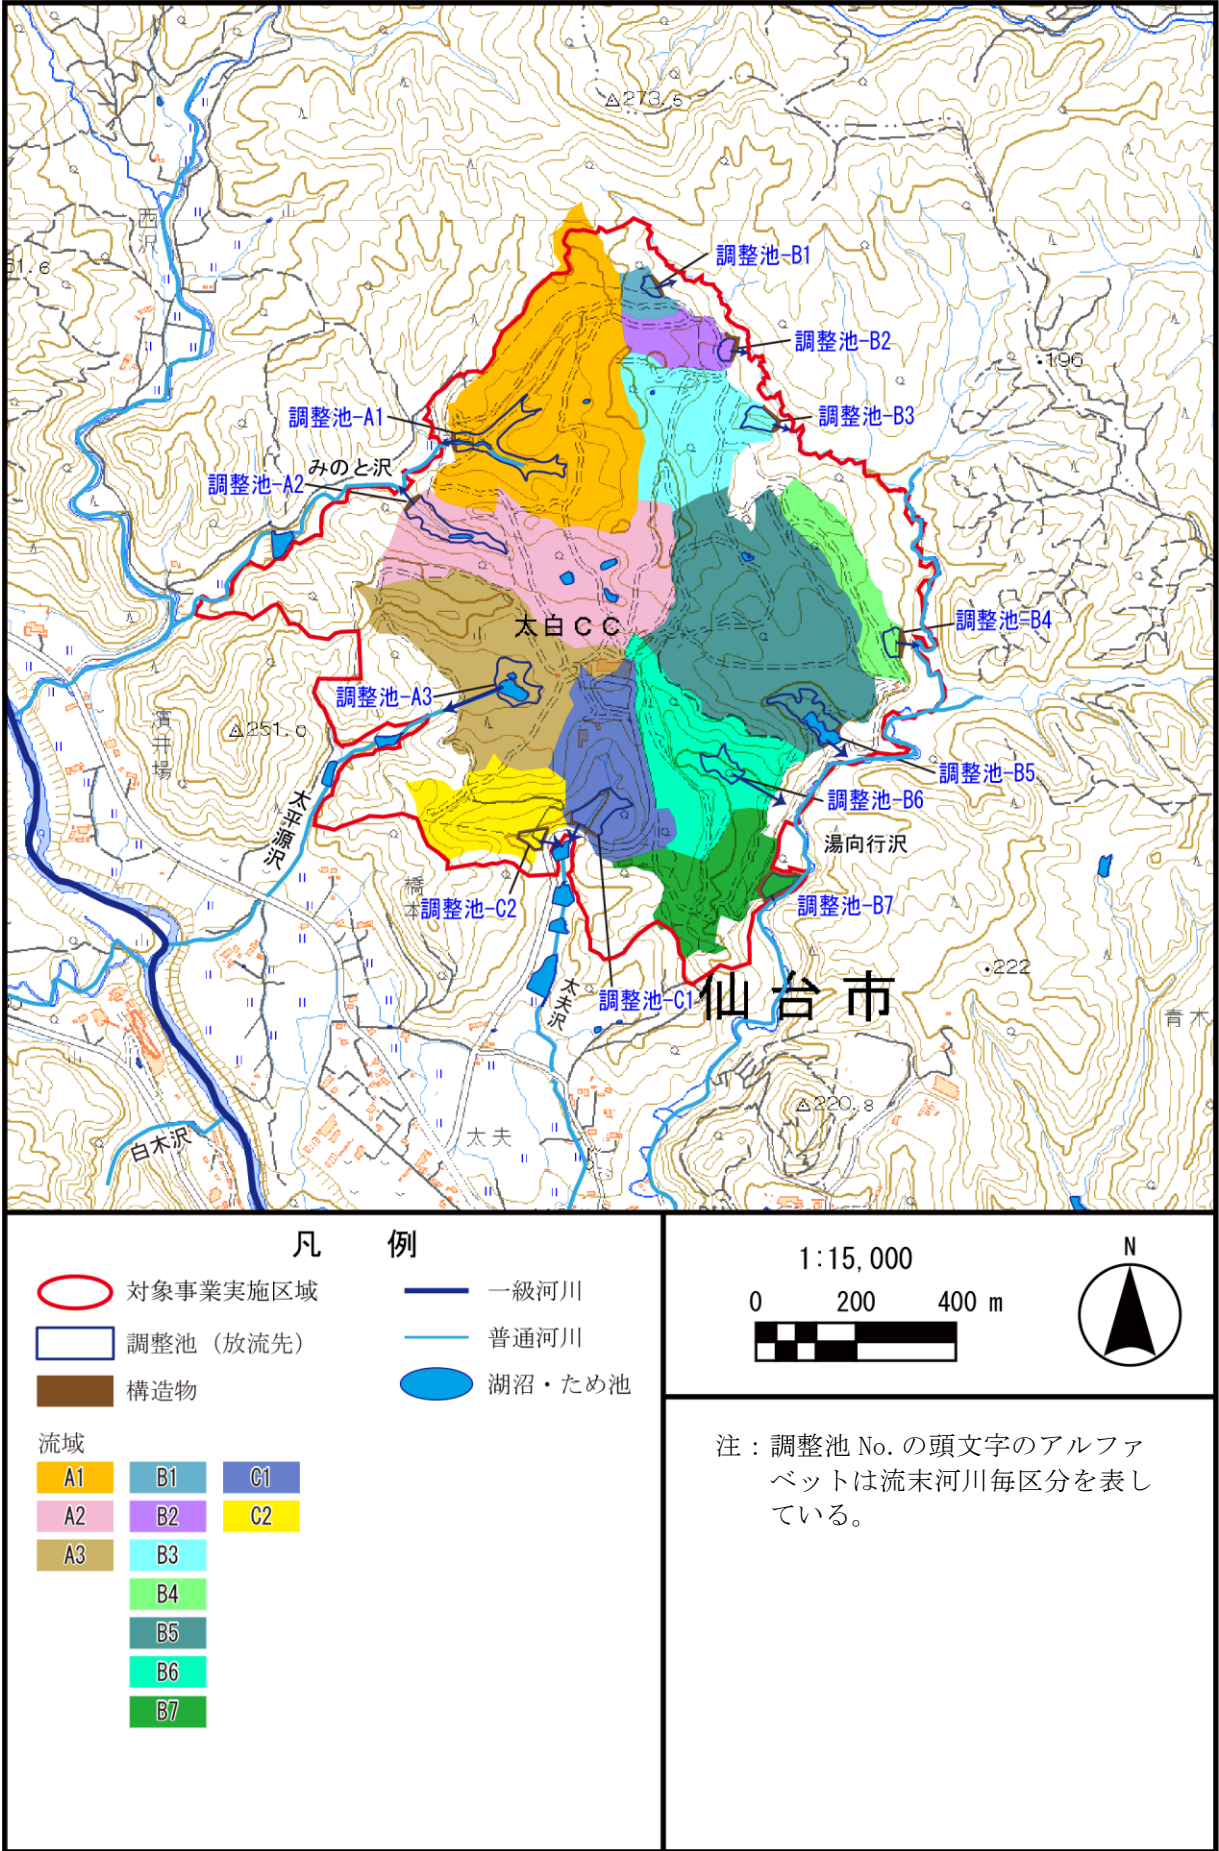 △273.5
西沢
山
51.6
調整池-B1
調整池-B2
・196
調整池-B3
調整池-A1
みのと沢
調整池-A2
調整池-B4
太白CC
調整池-A3
△251.0
濱井場
調整池-B5
調整池-B6
太平源沢
湯向行沢
橋本
調整池-C2
調整池-B7
山
・222
仙台市
調整池-C1
太夫沢
青木
△220.8
太夫
白木沢
凡 例
対象事業実施区域
一級河川
調整池（放流先）
普通河川
構造物
湖沼・ため池
流域
A1 B1 C1
A2 B2 C2
A3 B3
B4
B5
B6
B7
1:15,000
0 200 400 m
N
注：調整池 No.の頭文字のアルファ
ベットは流末河川毎区分を表し
ている。